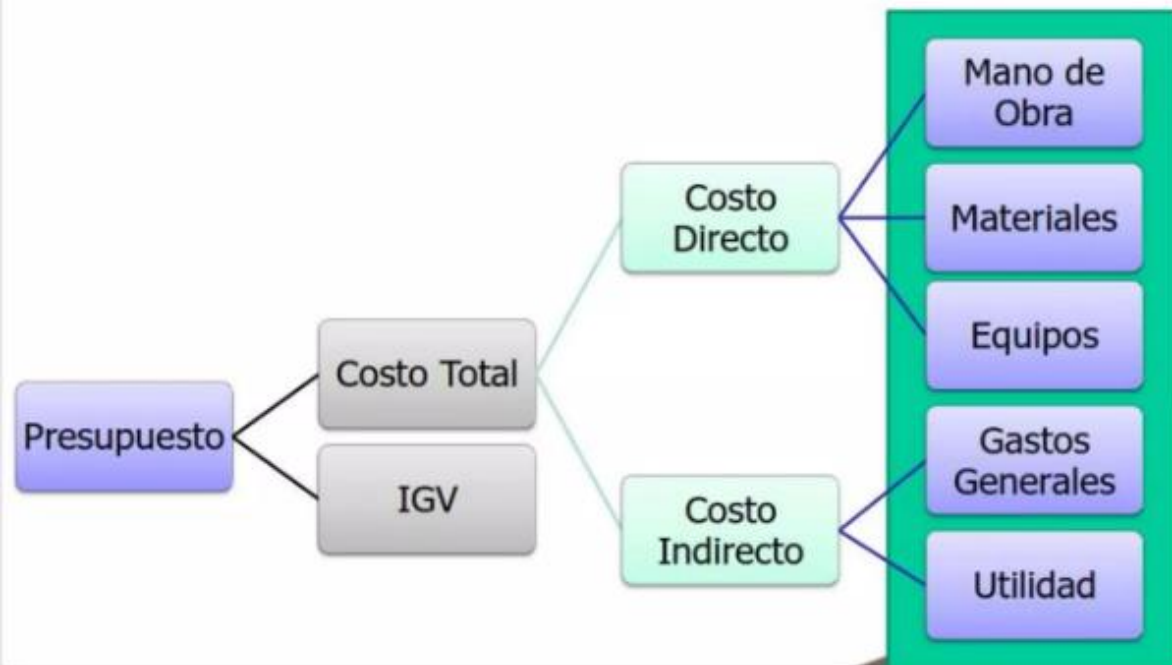 Presupuesto
Costo Total
IGV
Costo
Directo
Costo
Indirecto
Mano de
Obra
Materiales
Equipos
Gastos
Generales
Utilidad